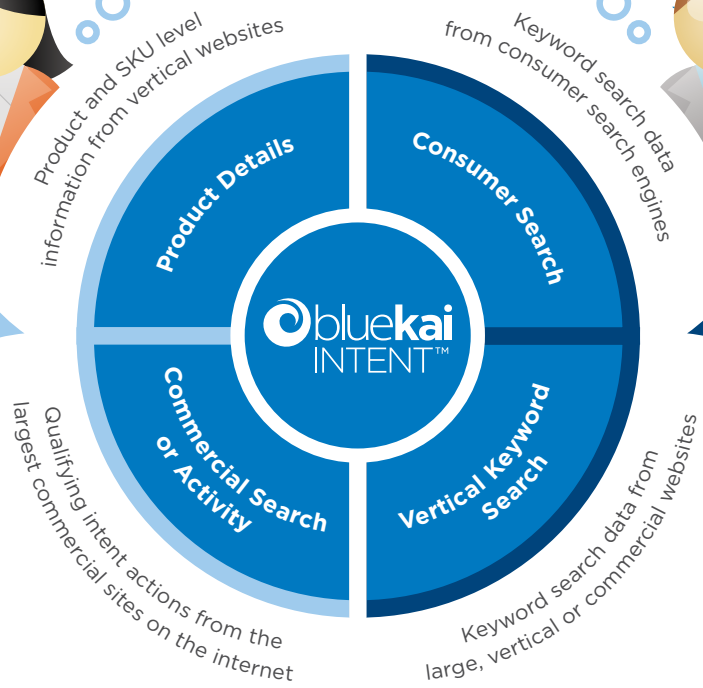 Product and SKU level
information from vertical websites
Keyword search data
from consumer search engines
Product Details
Consumer Search
bluekai
INTENT™
Commercial Search
or Activity
Vertical Keyword
Search
Qualifying intent actions from the
largest commercial sites on the internet
Keyword search data from
large, vertical or commercial websites